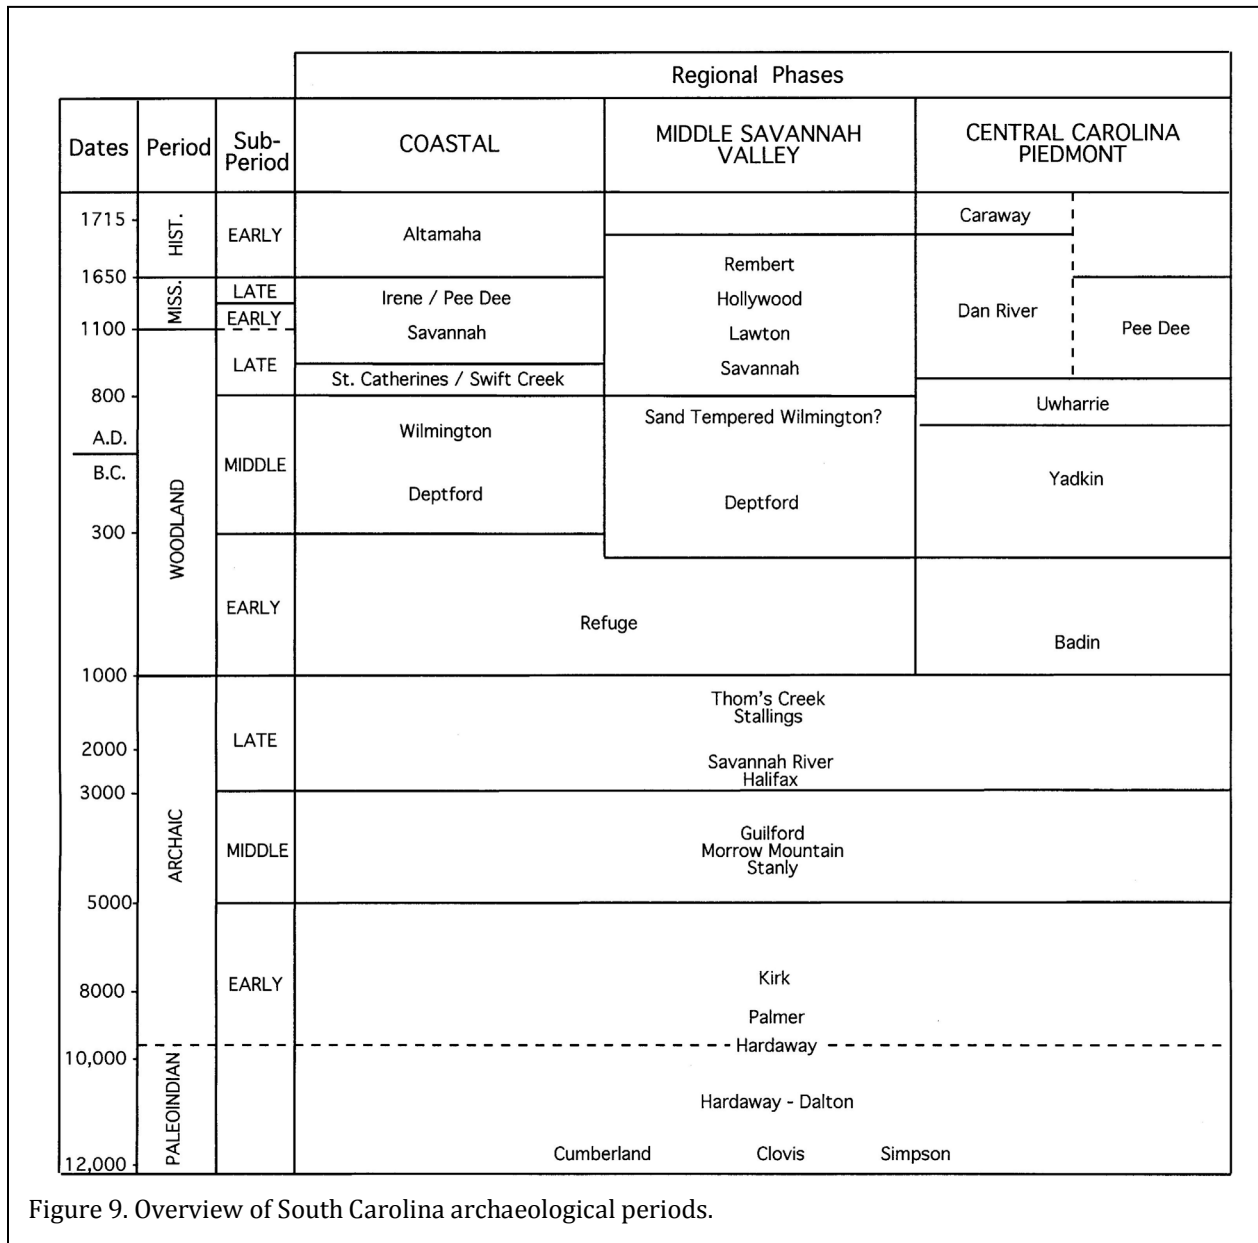 Regional Phases
Dates
Period
Sub-
Period
COASTAL
MIDDLE SAVANNAH
VALLEY
CENTRAL CAROLINA
PIEDMONT
1715
HIST.
EARLY
Altamaha
Caraway
1650
MISS.
LATE
Irene / Pee Dee
Rembert
Hollywood
Dan River
EARLY
1100
Savannah
Lawton
Pee Dee
LATE
St. Catherines / Swift Creek
Savannah
800
Uwharrie
A.D.
Wilmington
Sand Tempered Wilmington?
B.C.
WOODLAND
MIDDLE
Deptford
Deptford
Yadkin
300
EARLY
Refuge
Badin
1000
Thom's Creek
Stallings
LATE
2000
Savannah River
Halifax
3000
ARCHAIC
MIDDLE
Guilford
Morrow Mountain
Stanly
5000
EARLY
Kirk
8000
Palmer
Hardaway
10,000
PALEOINDIAN
Hardaway - Dalton
Cumberland
Clovis
Simpson
12,000
Figure 9. Overview of South Carolina archaeological periods.